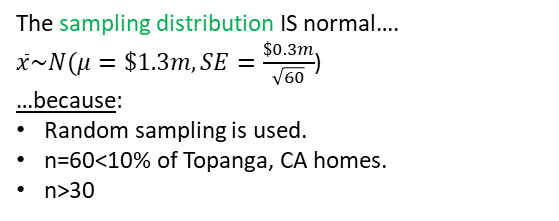 The sampling distribution IS normal....
x̄~N(μ = $1.3m, SE = $0.3m/√60)
...because:
• Random sampling is used.
• n=60<10% of Topanga, CA homes.
• n>30